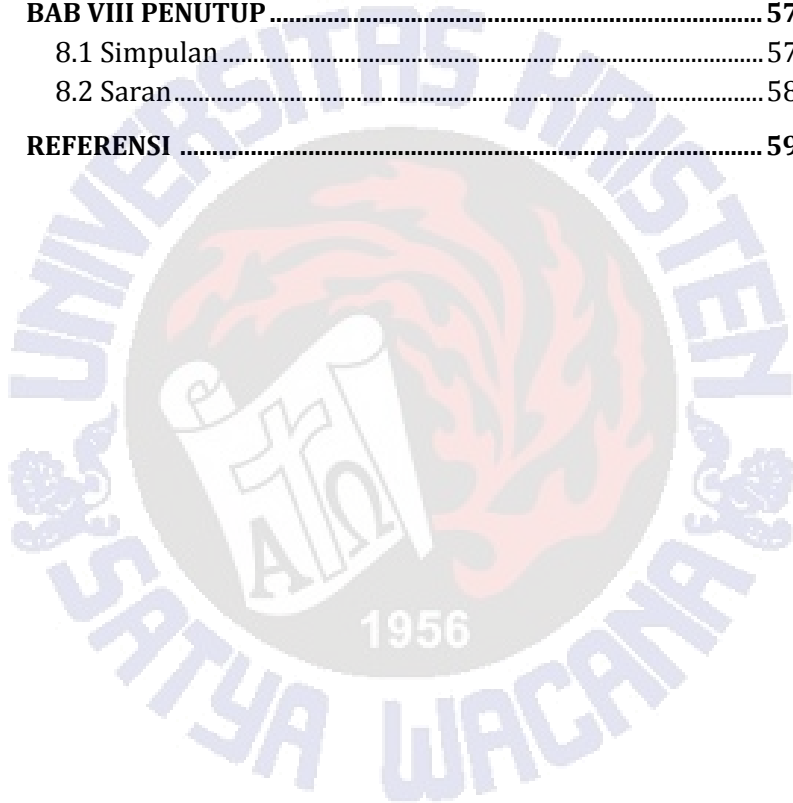 BAB VIII PENUTUP ........................................................................ 57
8.1 Simpulan ............................................................................... 57
8.2 Saran ...................................................................................... 58
REFERENSI ..................................................................................... 59
UNIVERSITAS KRISTEN
ΑΩ
1956
SATYA WACANA